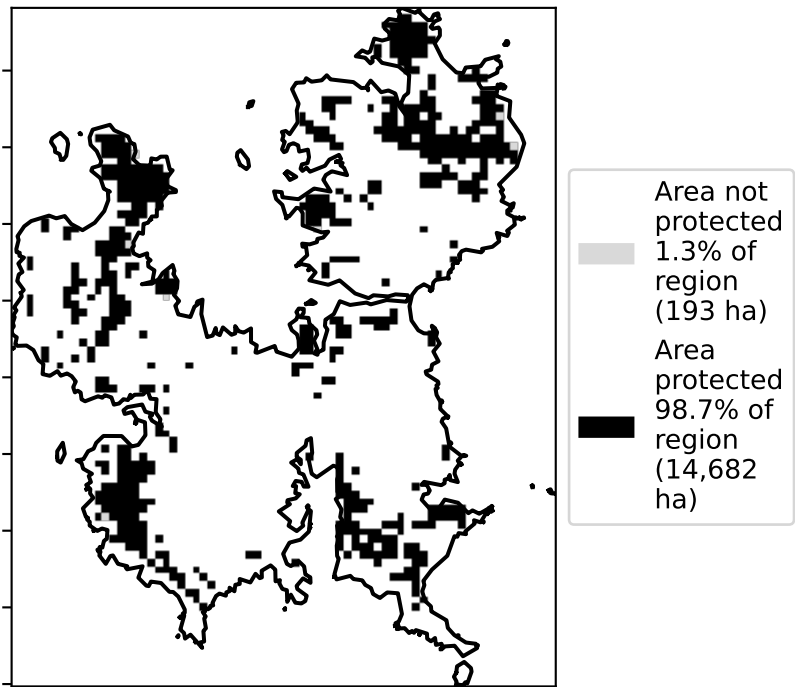 Area not
protected
1.3% of
region
(193 ha)
Area
protected
98.7% of
region
(14,682
ha)